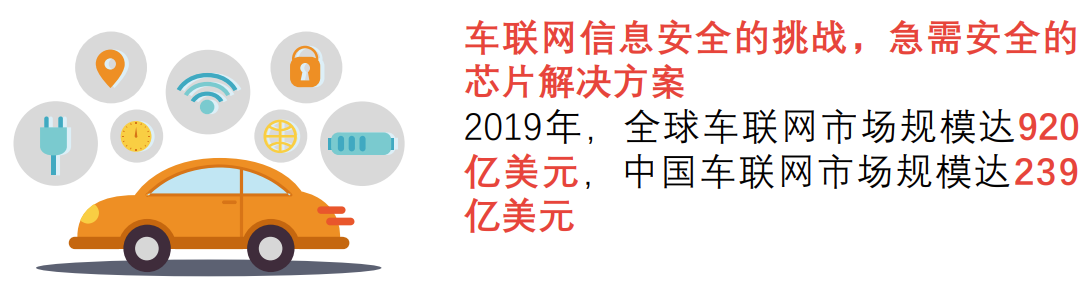 车联网信息安全的挑战，急需安全的
芯片解决方案
2019年，全球车联网市场规模达920
亿美元，中国车联网市场规模达239
亿美元